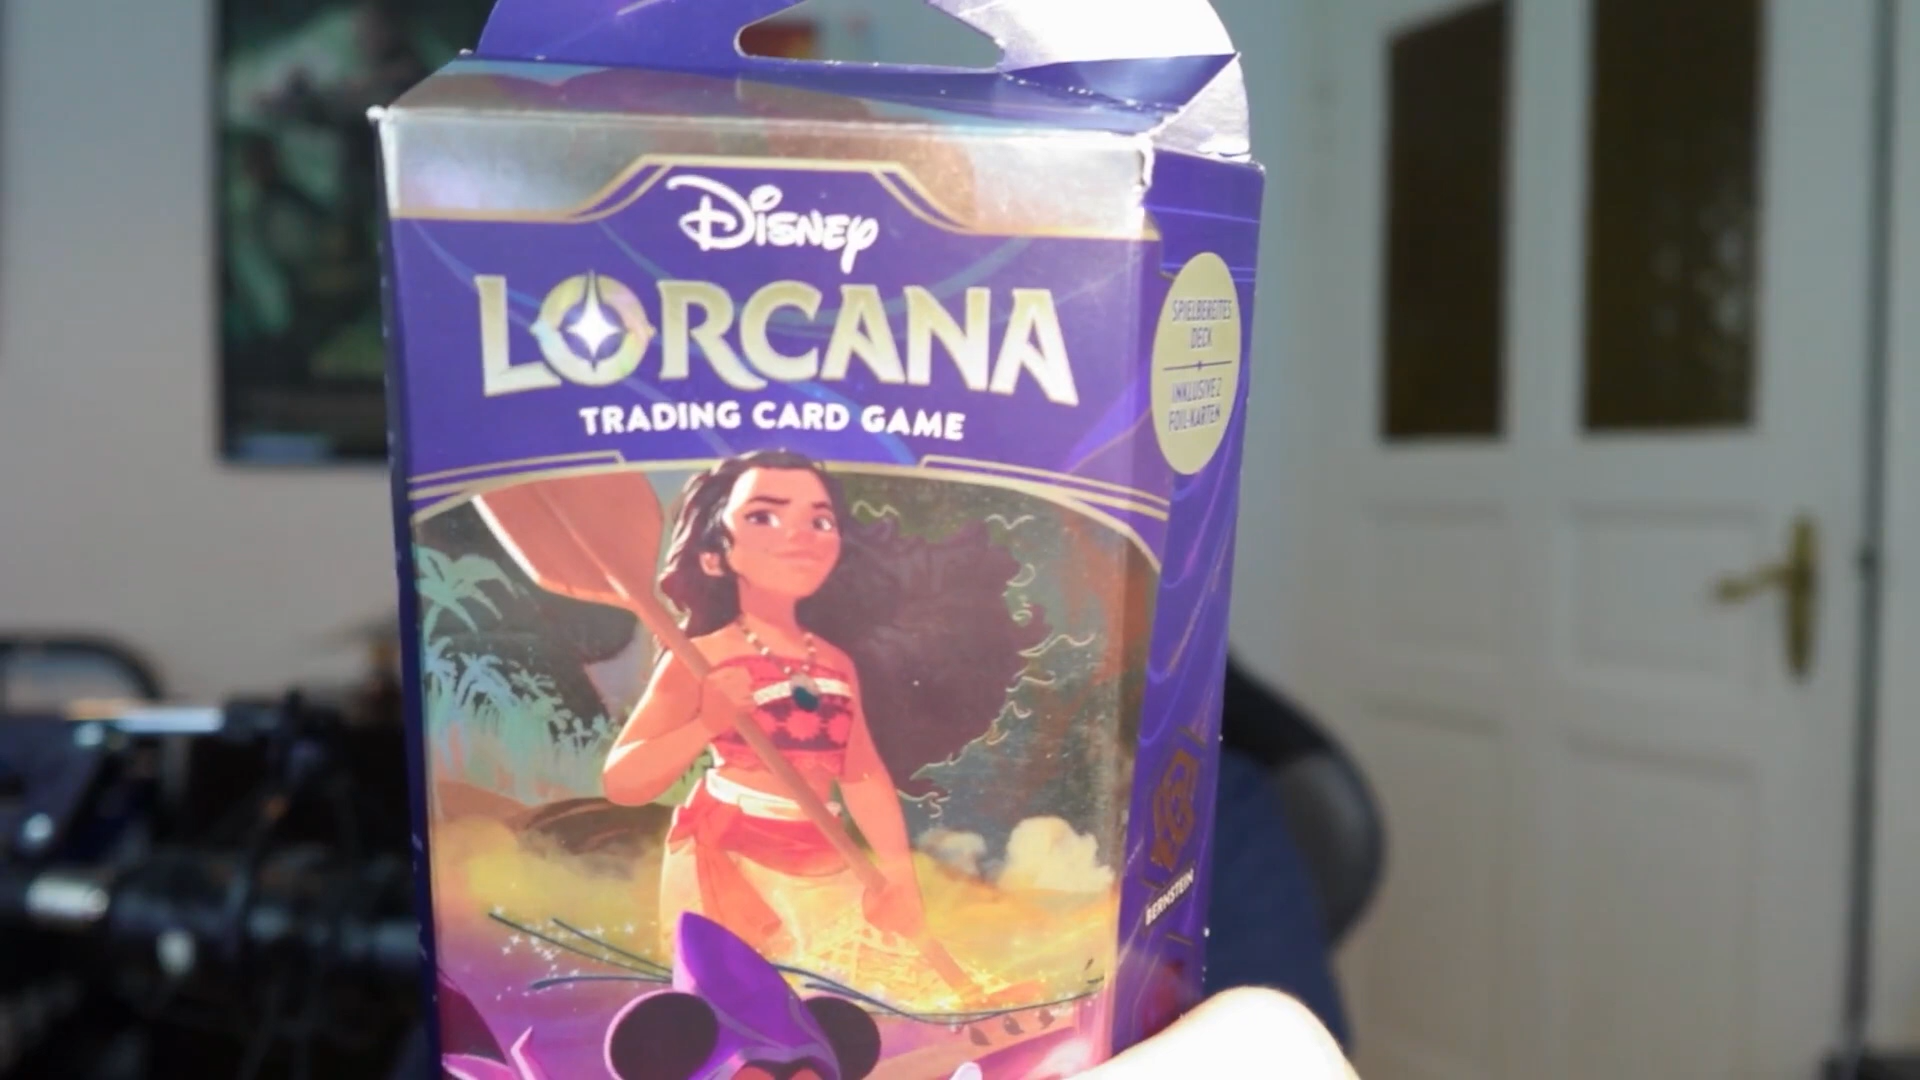 Disney
LORCANA
TRADING CARD GAME
SPIELBEREITES
DECK
INKLUSIVE 2
FOIL-KARTEN
BERNSTEIN